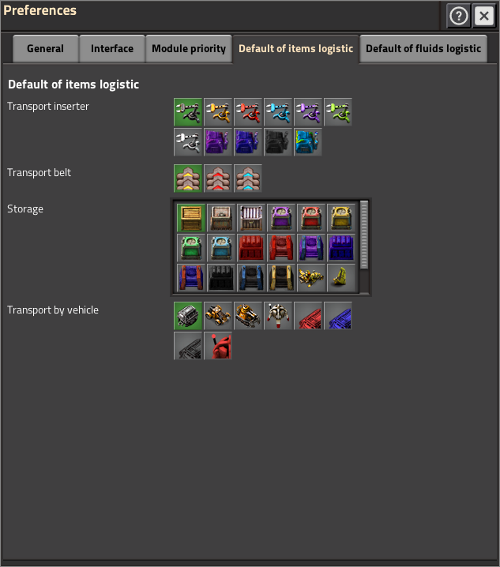 Preferences
?
General
Interface
Module priority
Default of items logistic
Default of fluids logistic
Default of items logistic
Transport inserter
Transport belt
Storage
Transport by vehicle